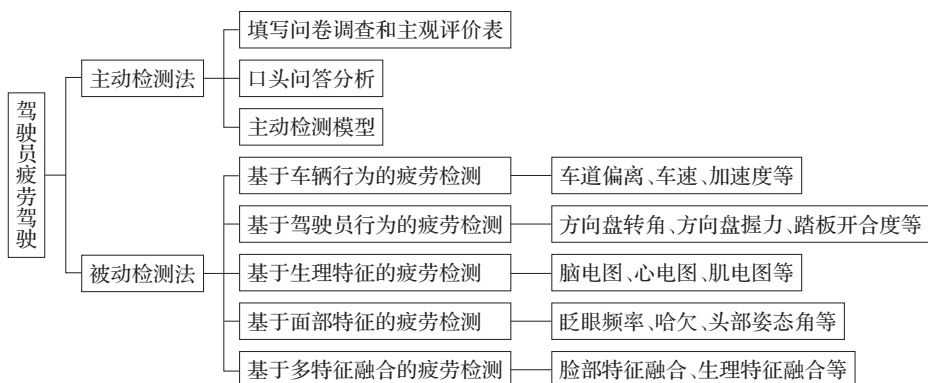 驾驶员疲劳驾驶
主动检测法
填写问卷调查和主观评价表
口头问答分析
主动检测模型
被动检测法
基于车辆行为的疲劳检测
车道偏离、车速、加速度等
基于驾驶员行为的疲劳检测
方向盘转角、方向盘握力、踏板开合度等
基于生理特征的疲劳检测
脑电图、心电图、肌电图等
基于面部特征的疲劳检测
眨眼频率、哈欠、头部姿态角等
基于多特征融合的疲劳检测
脸部特征融合、生理特征融合等